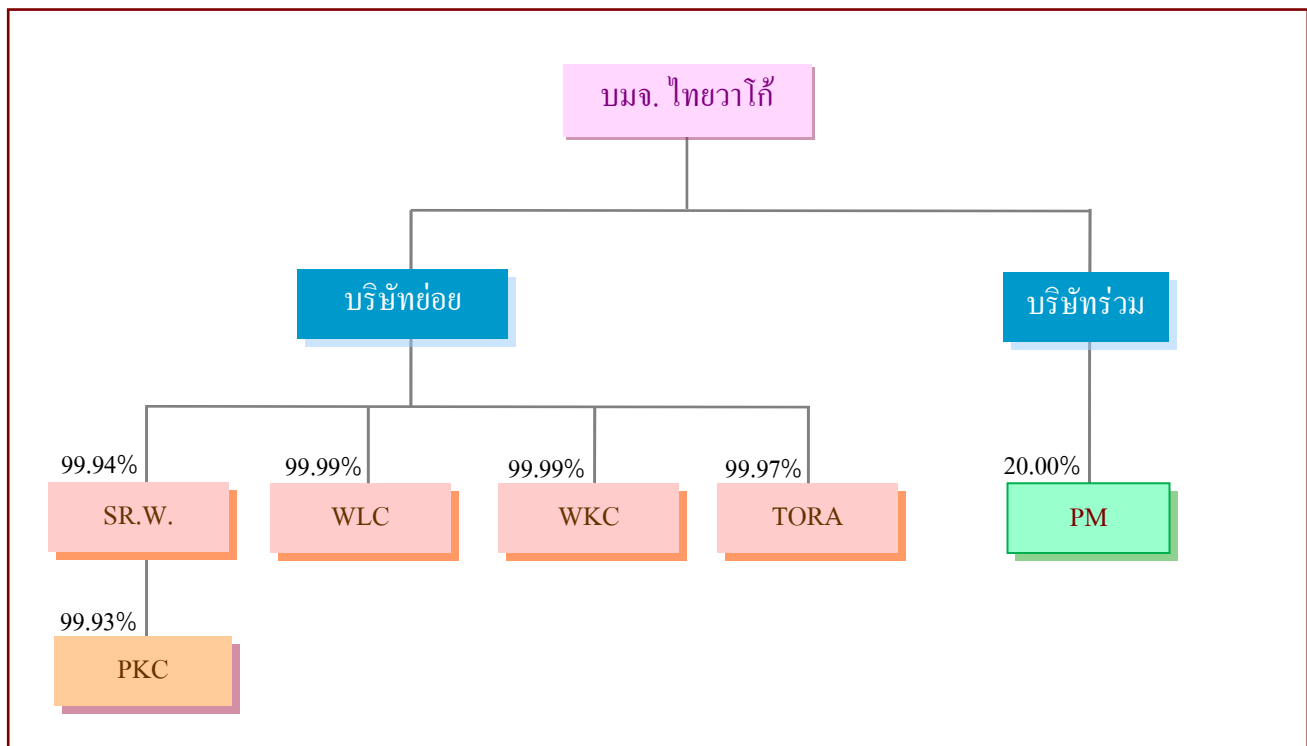 บมจ. ไทยวาโก้
บริษัทย่อย
บริษัทร่วม
99.94%
99.99%
99.99%
99.97%
20.00%
SR.W.
WLC
WKC
TORA
PM
99.93%
PKC